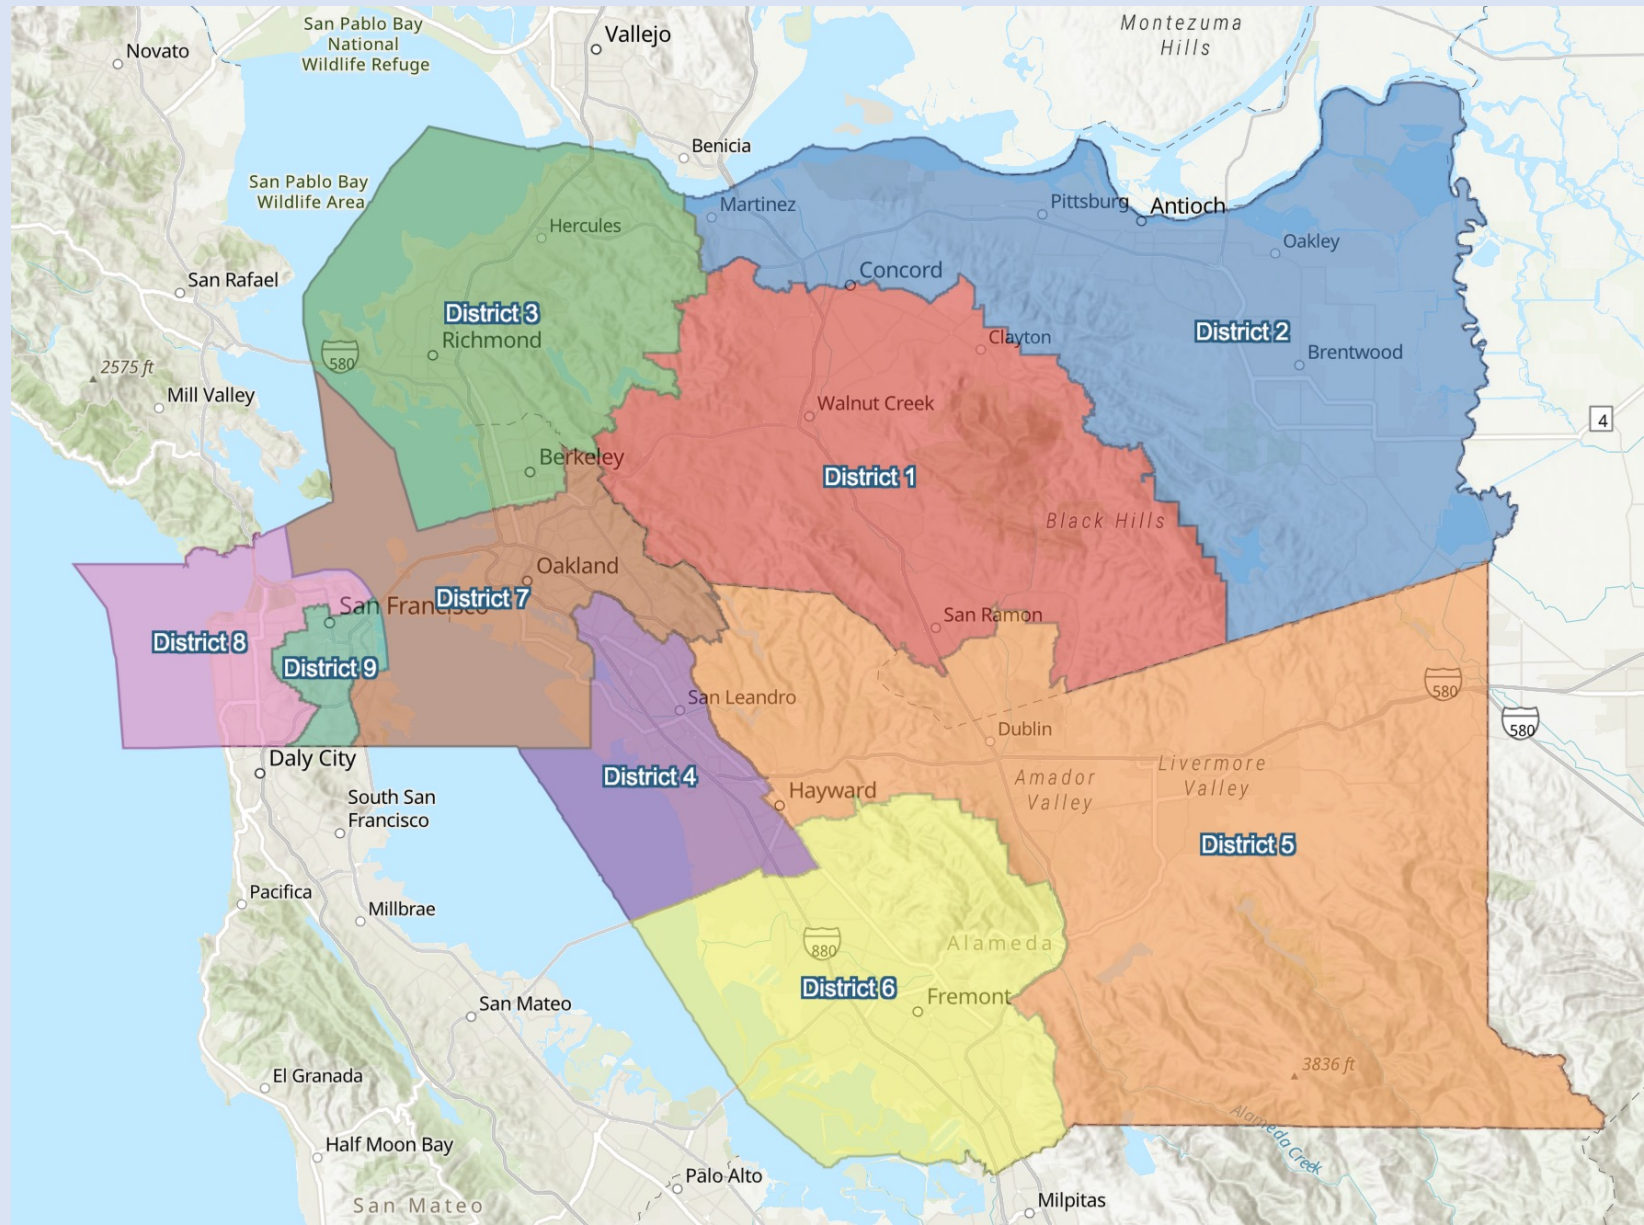 San Pablo Bay
National
Wildlife Refuge
Vallejo
Montezuma
Hills
Novato
Benicia
San Pablo Bay
Wildlife Area
Martinez
Pittsburg
Antioch
Hercules
Oakley
San Rafael
Concord
District 3
Richmond
District 2
Clayton
580
Brentwood
2575 ft
Mill Valley
Walnut Creek
4
Berkeley
District 1
Black Hills
Oakland
San Francisco
District 7
San Ramon
District 8
District 9
580
San Leandro
580
Dublin
Daly City
District 4
Livermore
Valley
Amador
Valley
Hayward
South San
Francisco
District 5
Pacifica
Millbrae
880
Alameda
District 6
Fremont
San Mateo
3836 ft
El Granada
Alameda Creek
Half Moon Bay
Palo Alto
San Mateo
Milpitas